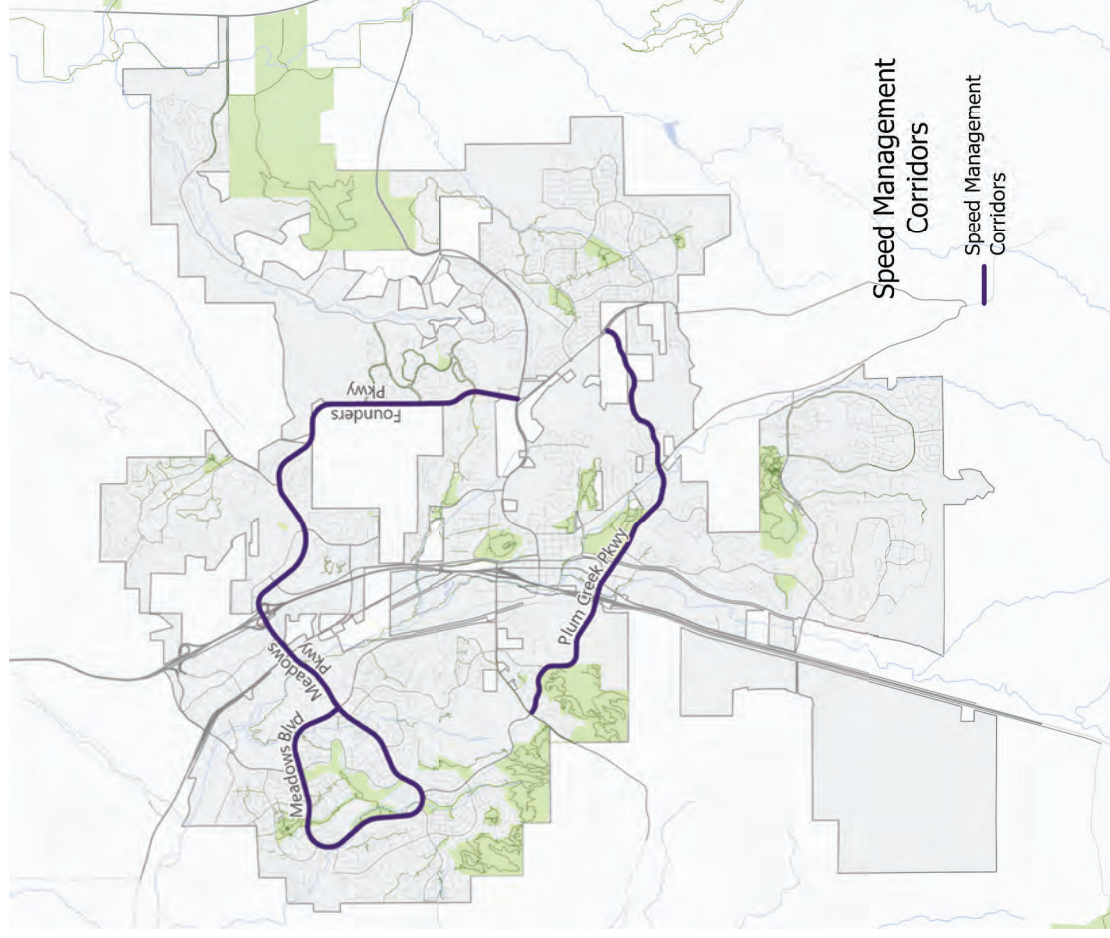 Speed Management
Corridors
Speed Management
Corridors
Founders
Pkwy
Meadows
Pkwy
Meadows Blvd
Plum Creek Pkwy